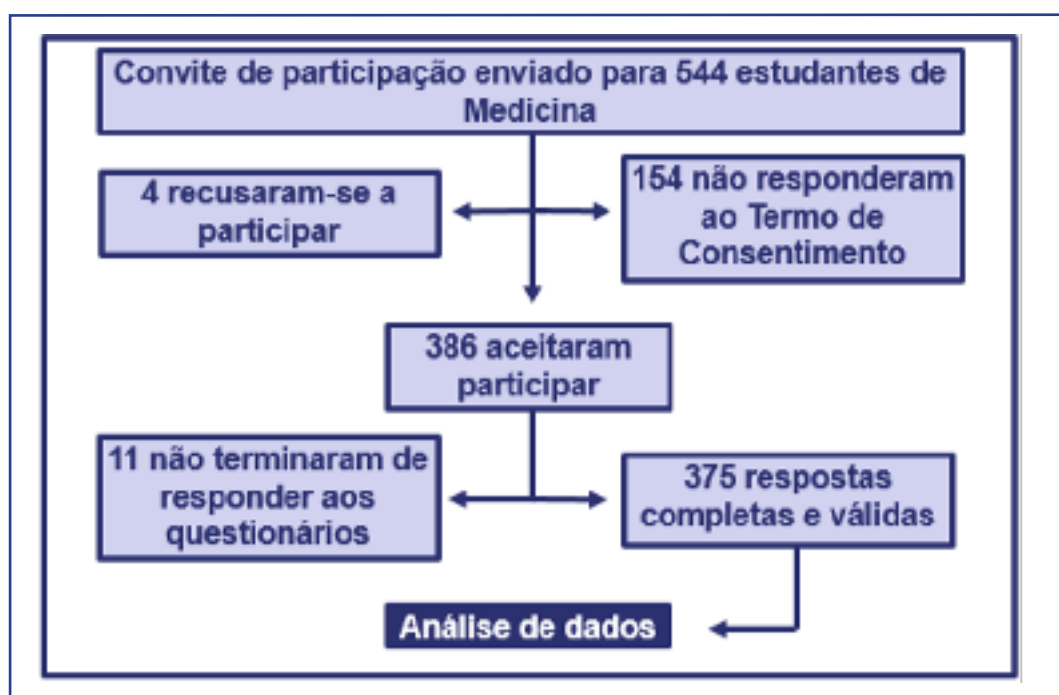 Convite de participação enviado para 544 estudantes de
Medicina
4 recusaram-se a
participar
154 não responderam
ao Termo de
Consentimento
386 aceitaram
participar
11 não terminaram de
responder aos
questionários
375 respostas
completas e válidas
Análise de dados